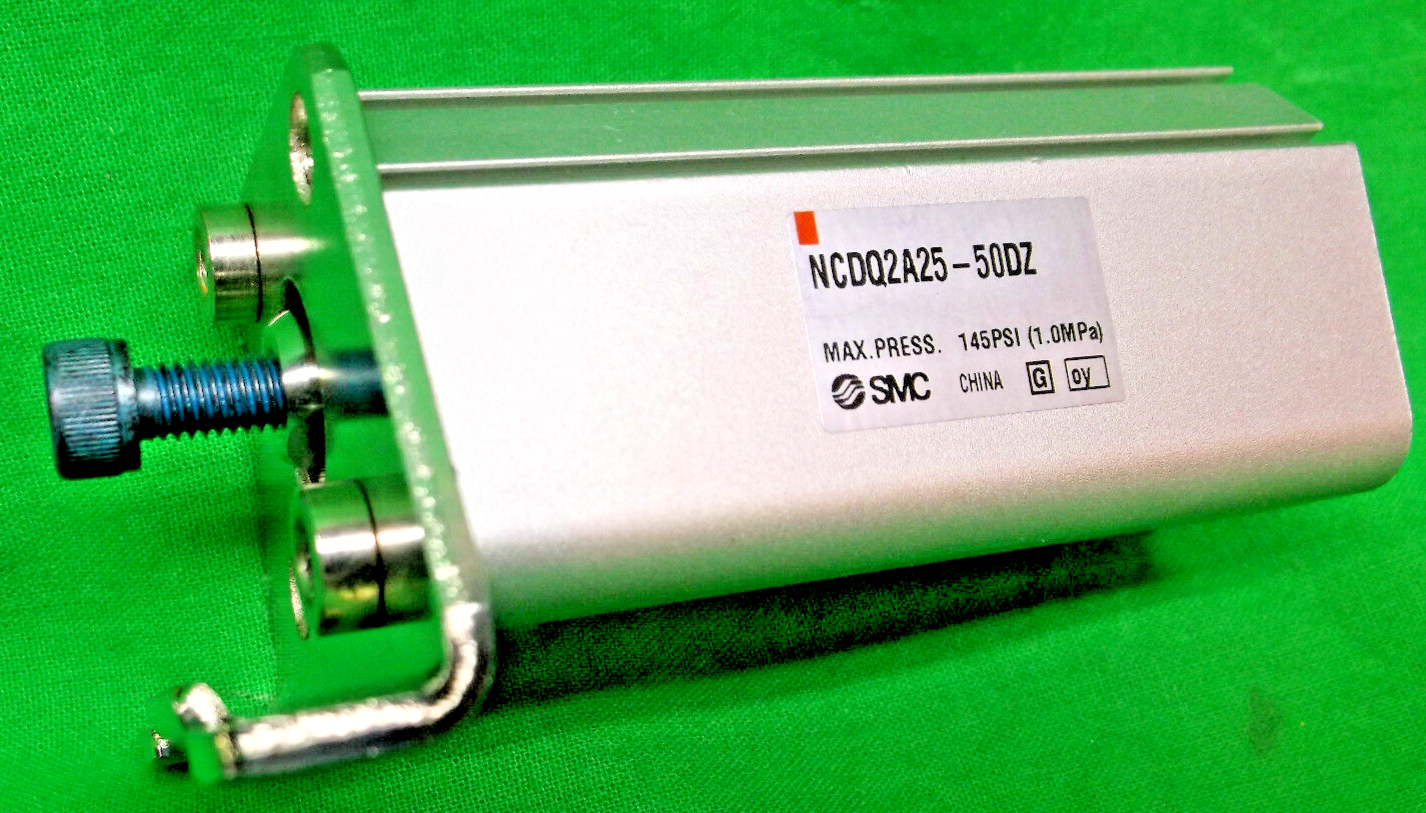 NCDQ2A25-50DZ
MAX.PRESS. 145PSI (1.0MPa)
SMC CHINA G oy